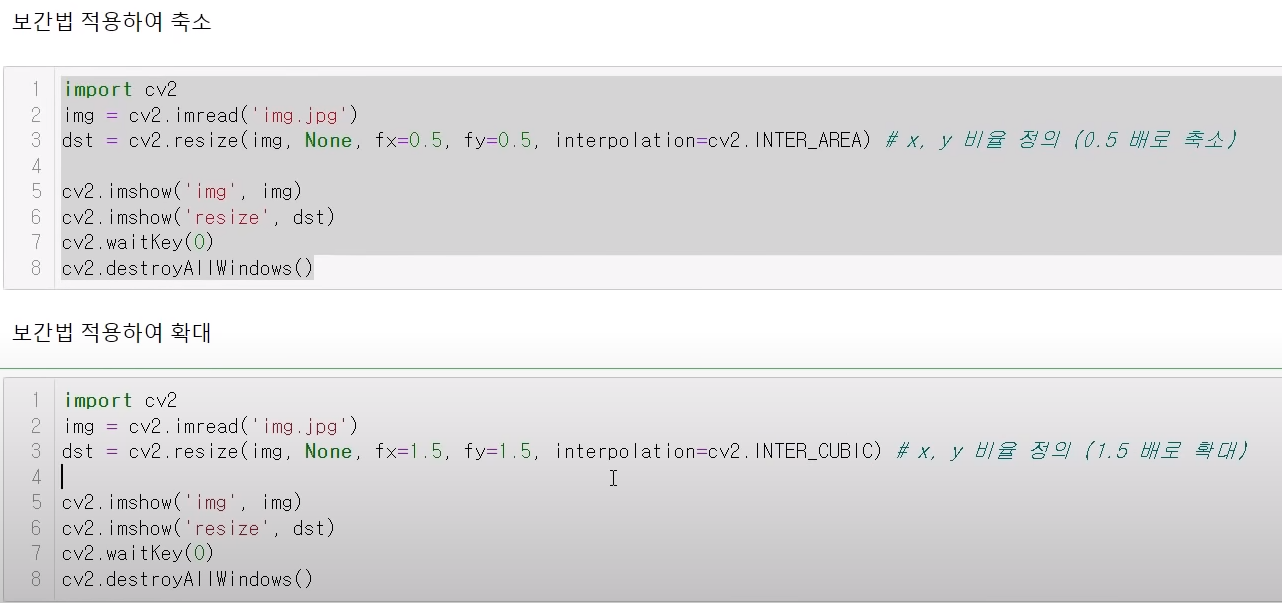 보간법 적용하여 축소
1 import cv2
2 img = cv2.imread('img.jpg')
3 dst = cv2.resize(img, None, fx=0.5, fy=0.5, interpolation=cv2.INTER_AREA) # x, y 비율 정의 (0.5 배로 축소)
4
5 cv2.imshow('img', img)
6 cv2.imshow('resize', dst)
7 cv2.waitKey(0)
8 cv2.destroyAllWindows()
보간법 적용하여 확대
1 import cv2
2 img = cv2.imread('img.jpg')
3 dst = cv2.resize(img, None, fx=1.5, fy=1.5, interpolation=cv2.INTER_CUBIC) # x, y 비율 정의 (1.5 배로 확대)
4
5 cv2.imshow('img', img)
6 cv2.imshow('resize', dst)
7 cv2.waitKey(0)
8 cv2.destroyAllWindows()